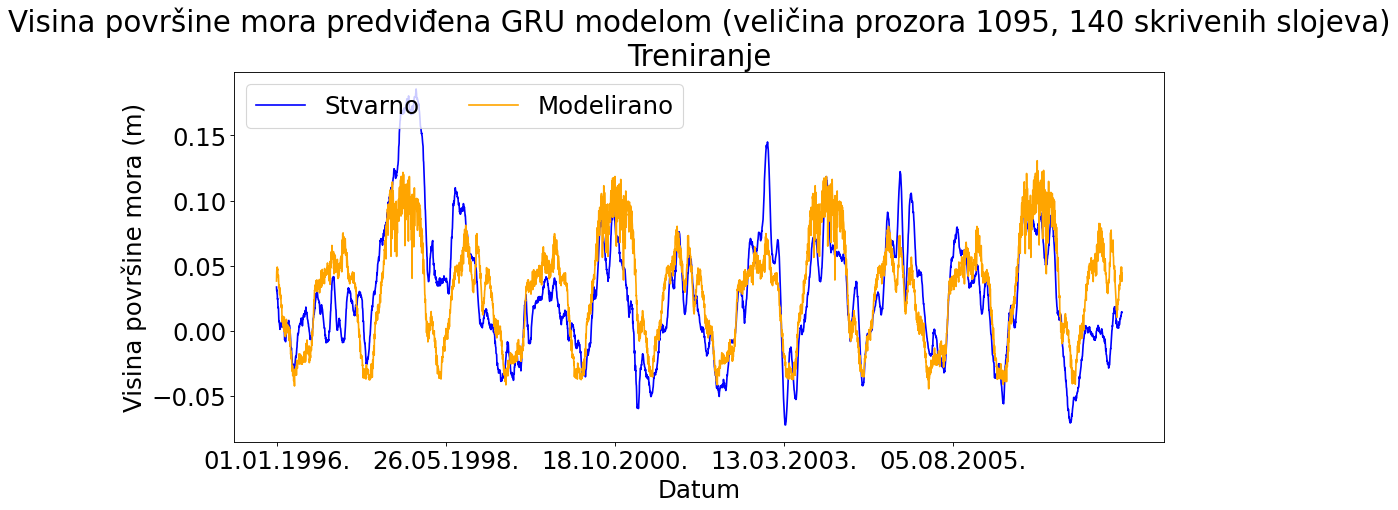 Visina površine mora predviđena GRU modelom (veličina prozora 1095, 140 skrivenih slojeva)
Treniranje
Stvarno
Modelirano
Visina površine mora (m)
0.15
0.10
0.05
0.00
−0.05
01.01.1996.
26.05.1998.
18.10.2000.
13.03.2003.
05.08.2005.
Datum